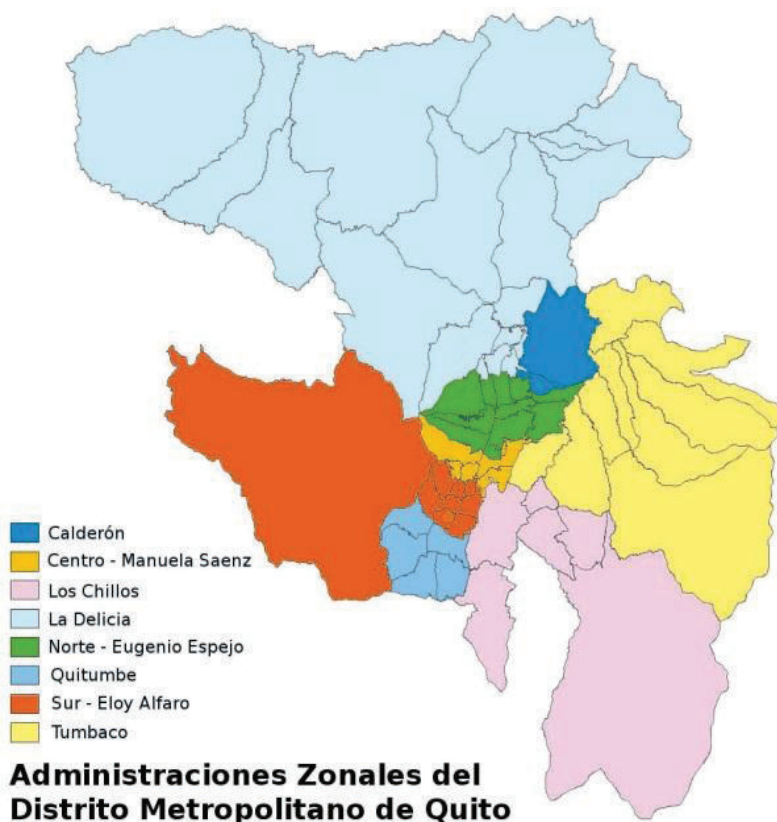 Calderón
Centro - Manuela Saenz
Los Chillos
La Delicia
Norte - Eugenio Espejo
Quitumbe
Sur - Eloy Alfaro
Tumbaco
Administraciones Zonales del
Distrito Metropolitano de Quito